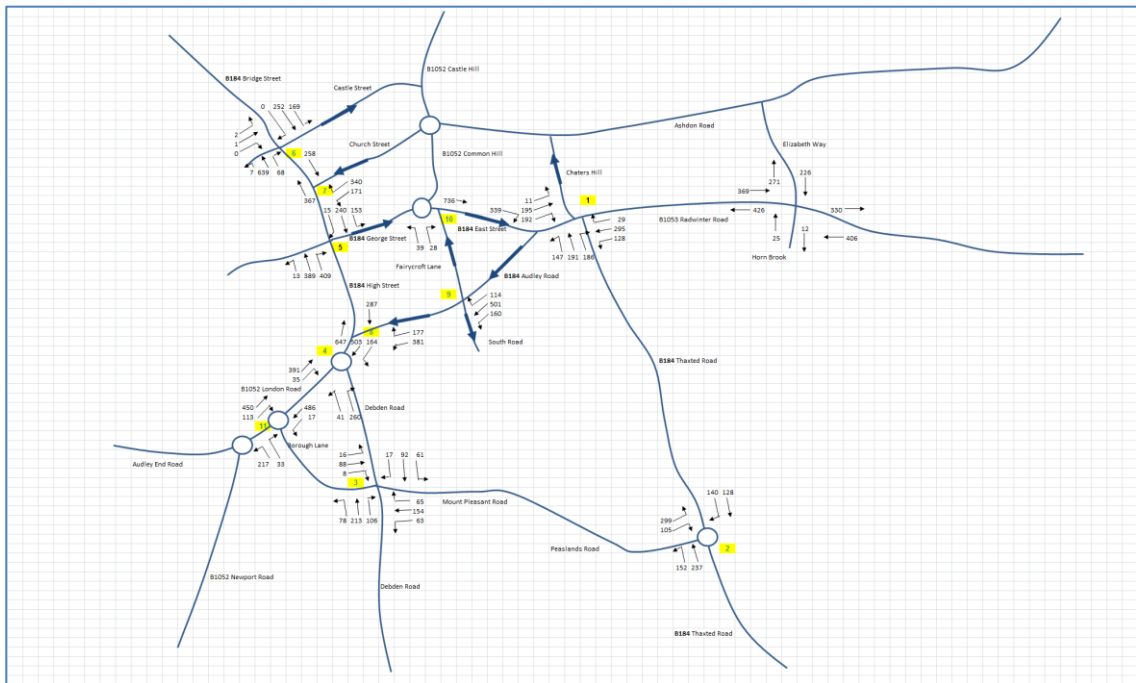 B1052 Castle Hill
B184 Bridge Street
Castle Street
0 252 169
Ashdon Road
2
1
0
Church Street
Elizabeth Way
6
258
B1052 Common Hill
7 639 68
Chaters Hill
271
226
340
171
7
367
736
11
195
192
339
1
369
15 240 153
10
29
295
128
B1053 Radwinter Road
426
330
B184 George Street
B184 East Street
25
12
406
5
39 28
147 191 186
Horn Brook
13 389 409
Fairycroft Lane
B184 Audley Road
B184 High Street
9
114
501
160
287
8
177
381
647 503 164
South Road
4
B184 Thaxted Road
391
35
B1052 London Road
450
113
486
17
41 260
Debden Road
11
Borough Lane
217 33
Audley End Road
16
88
8
17 92 61
3
65
154
63
Mount Pleasant Road
140 128
78 213 106
299
105
2
Peaslands Road
152 237
B1052 Newport Road
Debden Road
B184 Thaxted Road